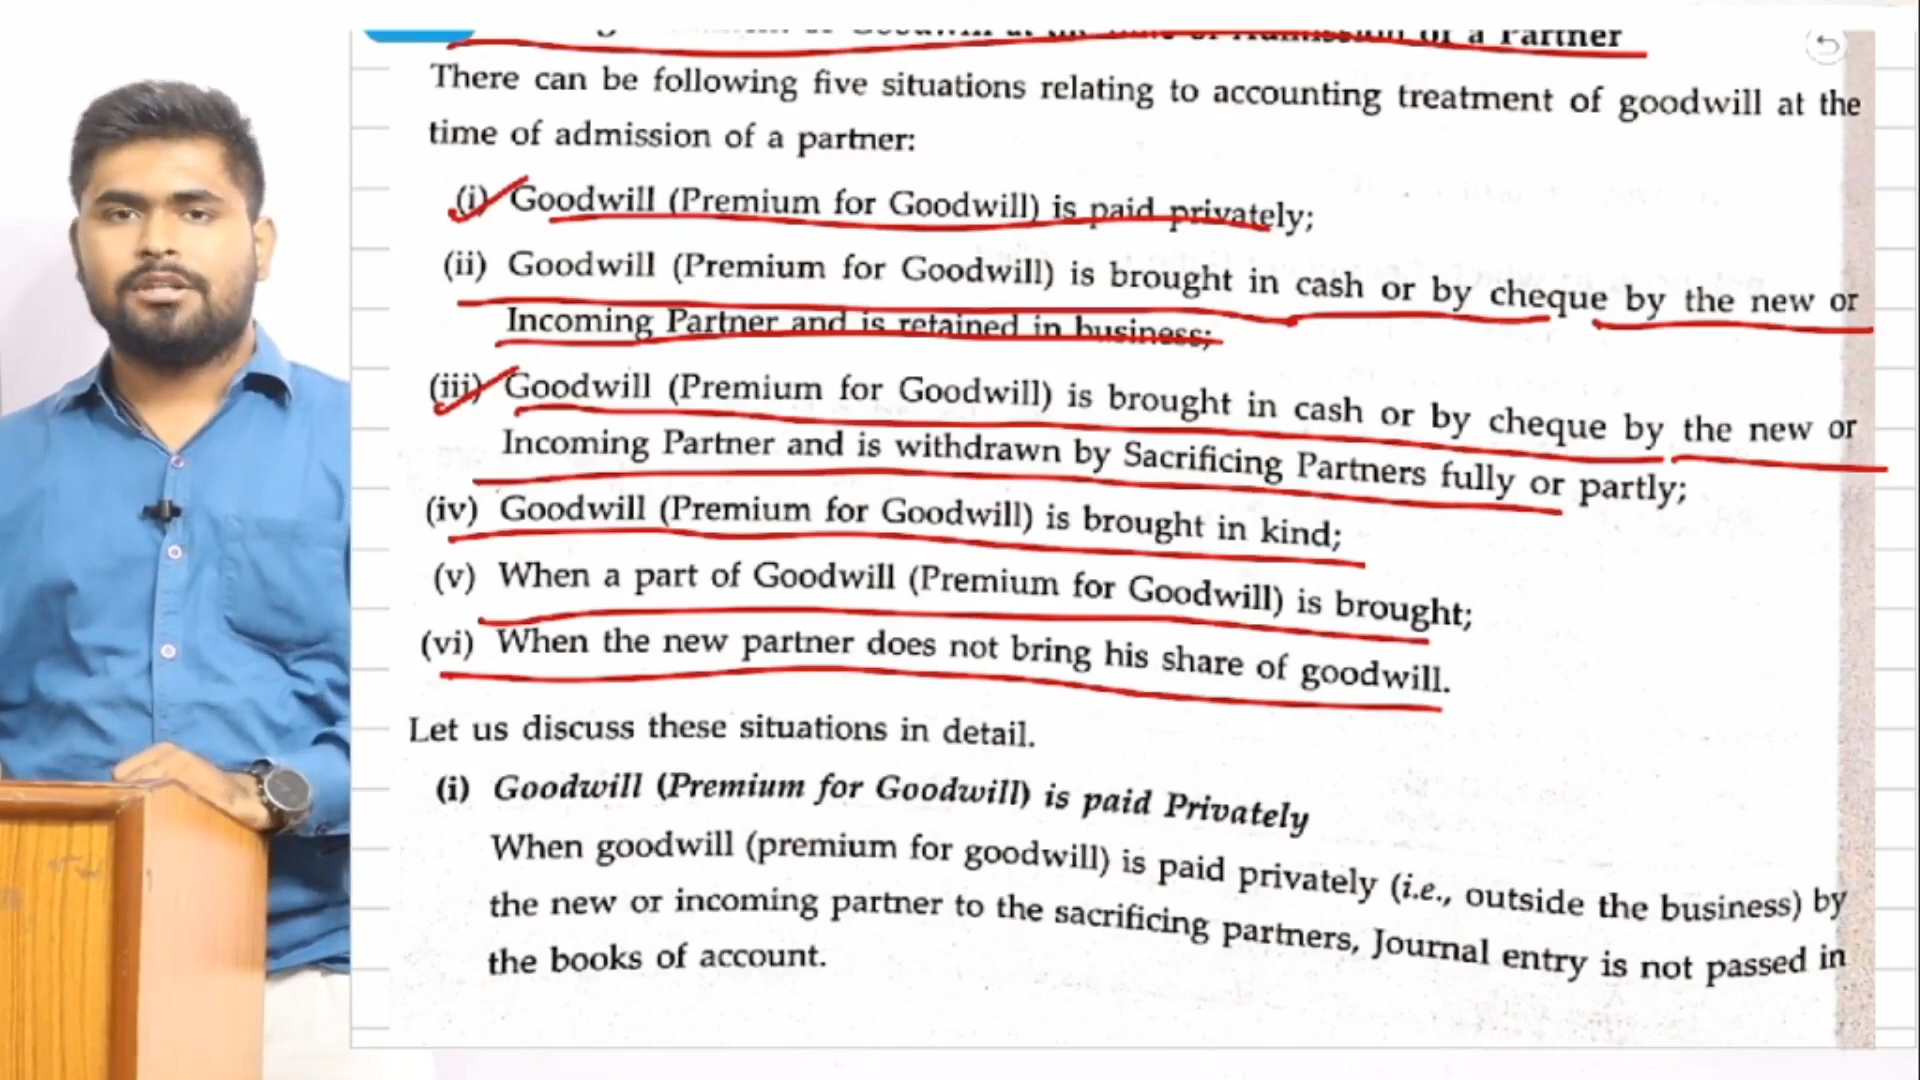 of a Partner
There can be following five situations relating to accounting treatment of goodwill at the
time of admission of a partner:
(i) Goodwill (Premium for Goodwill) is paid privately;
(ii) Goodwill (Premium for Goodwill) is brought in cash or by cheque by the new or
Incoming Partner and is retained in business;
(iii) Goodwill (Premium for Goodwill) is brought in cash or by cheque by the new or
Incoming Partner and is withdrawn by Sacrificing Partners fully or partly;
(iv) Goodwill (Premium for Goodwill) is brought in kind;
(v) When a part of Goodwill (Premium for Goodwill) is brought;
(vi) When the new partner does not bring his share of goodwill.
Let us discuss these situations in detail.
(i) Goodwill (Premium for Goodwill) is paid Privately
When goodwill (premium for goodwill) is paid privately (i.e., outside the business) by
the new or incoming partner to the sacrificing partners, Journal entry is not passed in
the books of account.